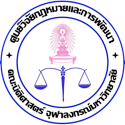 ศูนย์วิจัยกฎหมายและการพัฒนา
คณะนิติศาสตร์ จุฬาลงกรณ์มหาวิทยาลัย